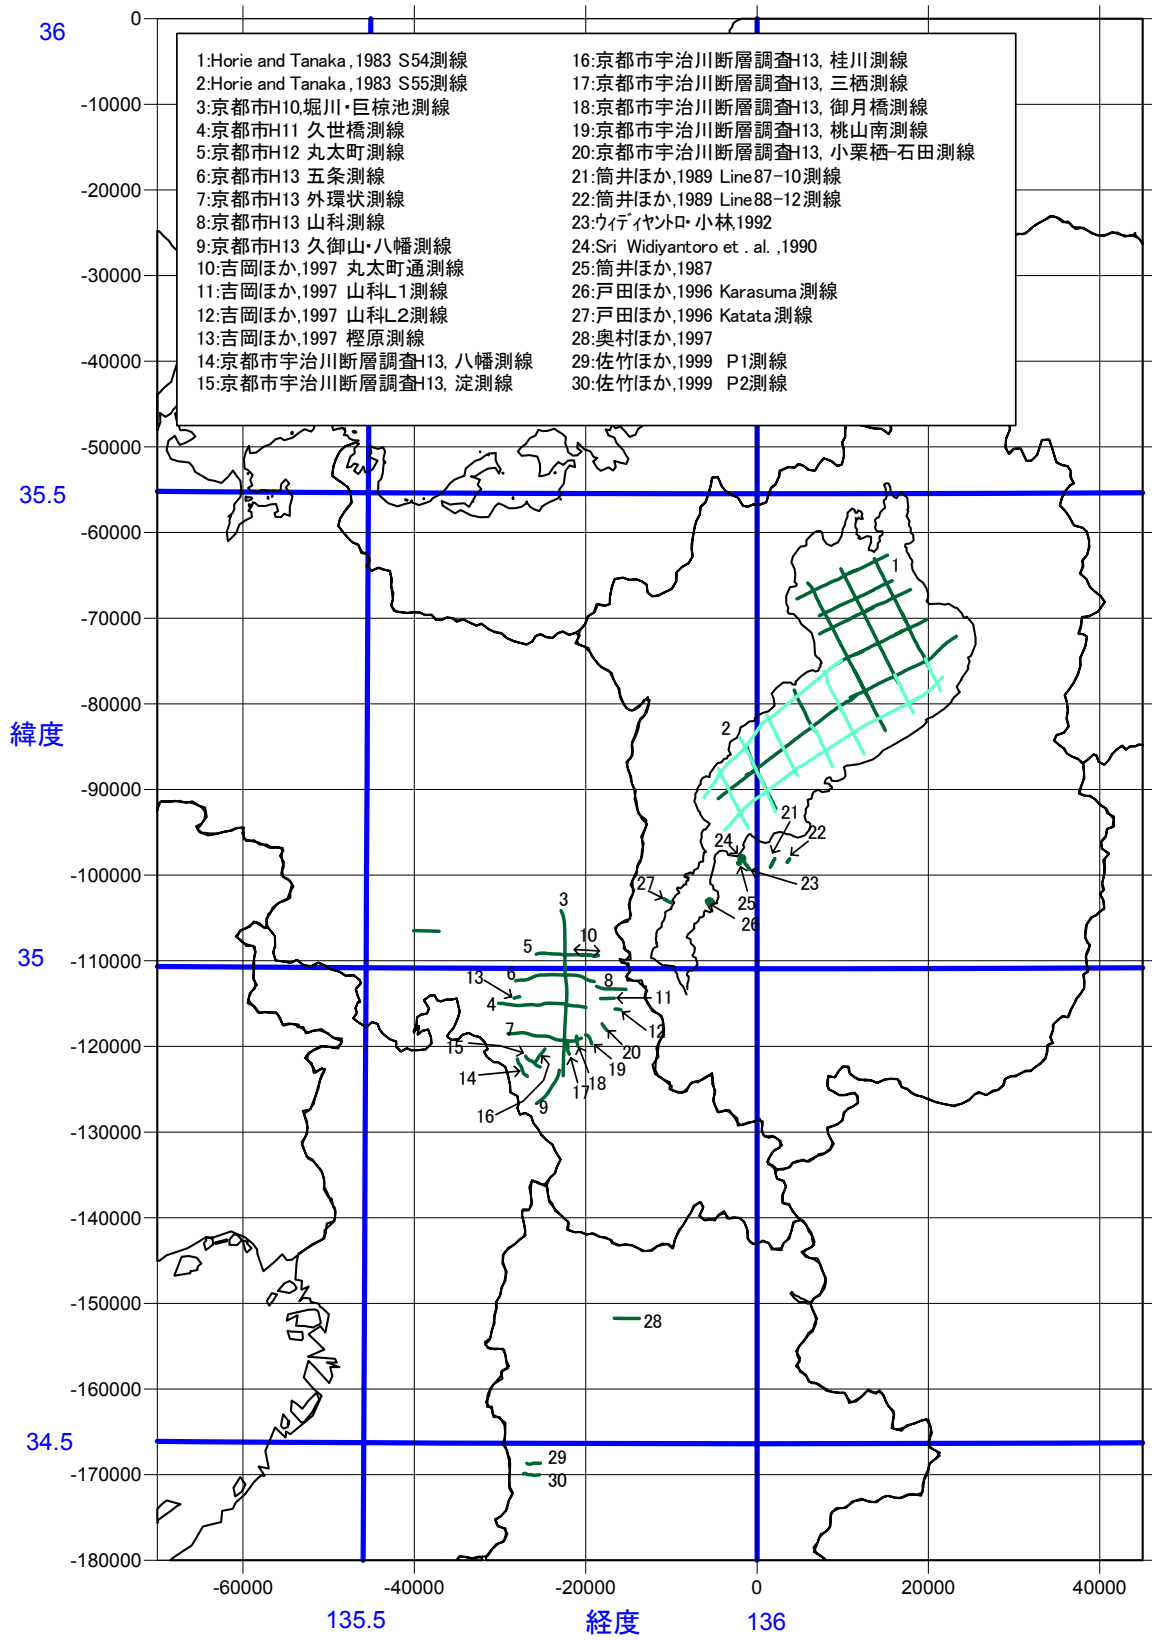 36
0
1:Horie and Tanaka,1983 S54測線
2:Horie and Tanaka,1983 S55測線
3:京都市H10,堀川・巨椋池測線
4:京都市H11 久世橋測線
5:京都市H12 丸太町測線
6:京都市H13 五条測線
7:京都市H13 外環状測線
8:京都市H13 山科測線
9:京都市H13 久御山・八幡測線
10:吉岡ほか,1997 丸太町通測線
11:吉岡ほか,1997 山科L1測線
12:吉岡ほか,1997 山科L2測線
13:吉岡ほか,1997 樫原測線
14:京都市宇治川断層調査H13, 八幡測線
15:京都市宇治川断層調査H13, 淀測線
16:京都市宇治川断層調査H13, 桂川測線
17:京都市宇治川断層調査H13, 三栖測線
18:京都市宇治川断層調査H13, 御月橋測線
19:京都市宇治川断層調査H13, 桃山南測線
20:京都市宇治川断層調査H13, 小栗栖-石田測線
21:筒井ほか,1989 Line87-10測線
22:筒井ほか,1989 Line88-12測線
23:ウィディヤントロ・小林,1992
24:Sri Widiyantoro et . al. ,1990
25:筒井ほか,1987
26:戸田ほか,1996 Karasuma測線
27:戸田ほか,1996 Katata測線
28:奥村ほか,1997
29:佐竹ほか,1999 P1測線
30:佐竹ほか,1999 P2測線
-10000
-20000
-30000
-40000
-50000
35.5
-60000
1
-70000
-80000
2
緯度
-90000
21
24
22
-100000
27
23
25
3
26
10
5
35
-110000
6
13
8
4
11
7
12
-120000
15
20
14
19
18
17
16
9
-130000
-140000
-150000
28
-160000
34.5
29
-170000
30
-180000
-60000
-40000
-20000
0
20000
40000
135.5
経度
136